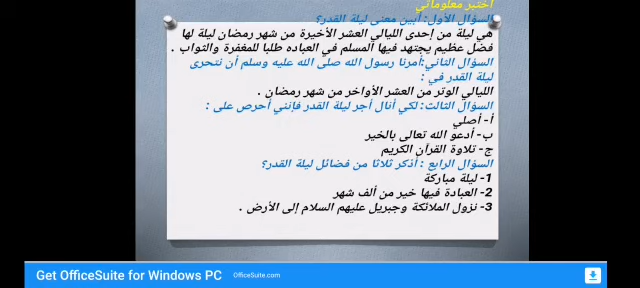 أختبر معلوماتي
السؤال الأول: أبين معنى ليلة القدر؟
هي ليلة من إحدى الليالي العشر الأخيرة من شهر رمضان ليلة لها
فضل عظيم يجتهد فيها المسلم في العباده طلبا للمغفرة والثواب .
السؤال الثاني:أمرنا رسول الله صلى الله عليه وسلم أن نتحرى
ليلة القدر في :
الليالي الوتر من العشر الأواخر من شهر رمضان .
السؤال الثالث: لكي أنال أجر ليلة القدر فإنني أحرص على :
أ- أصلي
ب- أدعو الله تعالى بالخير
ج- تلاوة القرآن الكريم
السؤال الرابع : أذكر ثلاثا من فضائل ليلة القدر؟
1- ليلة مباركة
2- العبادة فيها خير من ألف شهر
3- نزول الملائكة وجبريل عليهم السلام إلى الأرض .
Get OfficeSuite for Windows PC OfficeSuite.com